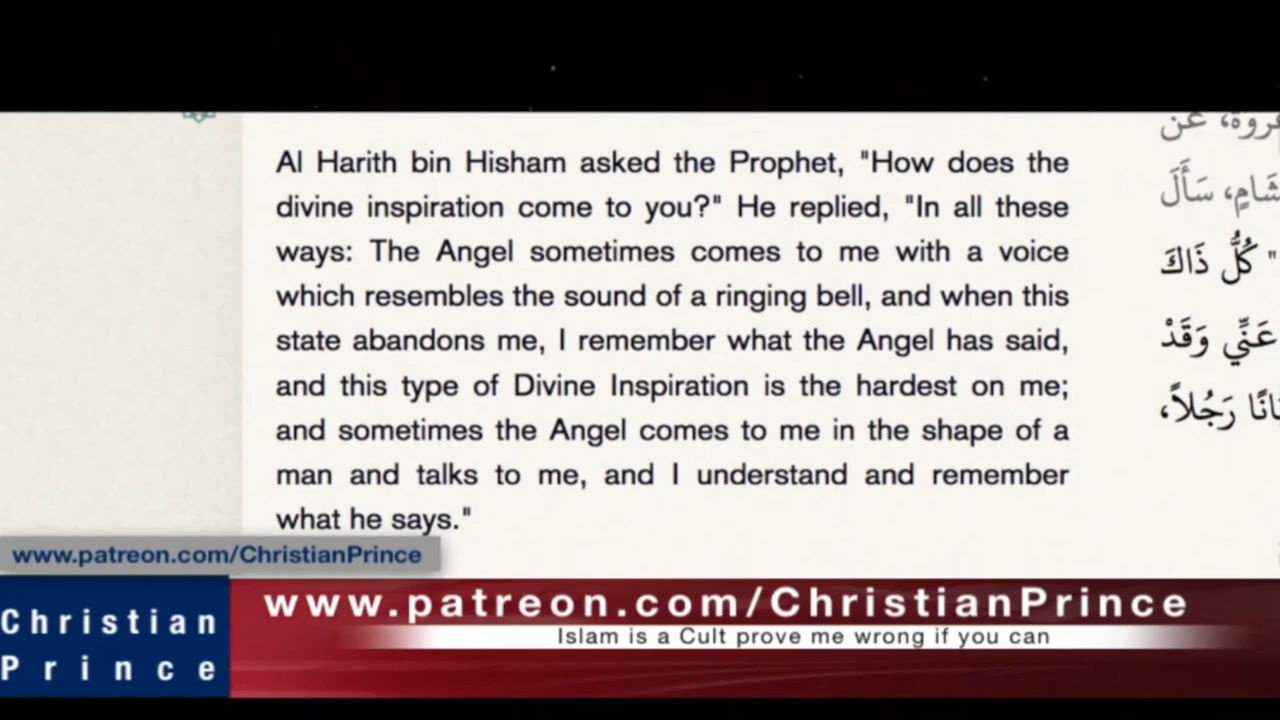 Al Harith bin Hisham asked the Prophet, "How does the
divine inspiration come to you?" He replied, "In all these
ways: The Angel sometimes comes to me with a voice
which resembles the sound of a ringing bell, and when this
state abandons me, I remember what the Angel has said,
and this type of Divine Inspiration is the hardest on me;
and sometimes the Angel comes to me in the shape of a
man and talks to me, and I understand and remember
what he says."
عَنْ
سَأَلَ
" كُلُّ ذَاكَ
عَنِّي وَقَدْ
رَجُلاً،
www.patreon.com/ChristianPrince
Christian
Prince
www.patreon.com/ChristianPrince
Islam is a Cult prove me wrong if you can